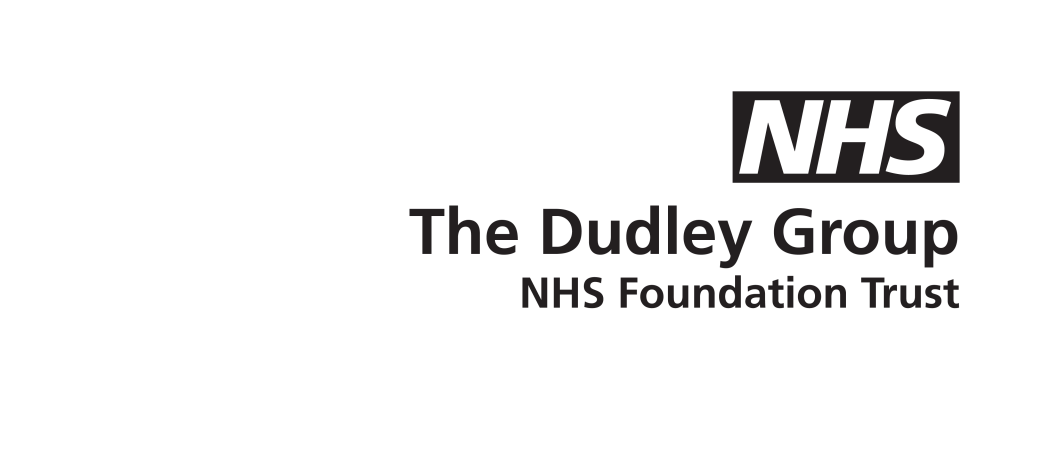 NHS
The Dudley Group
NHS Foundation Trust